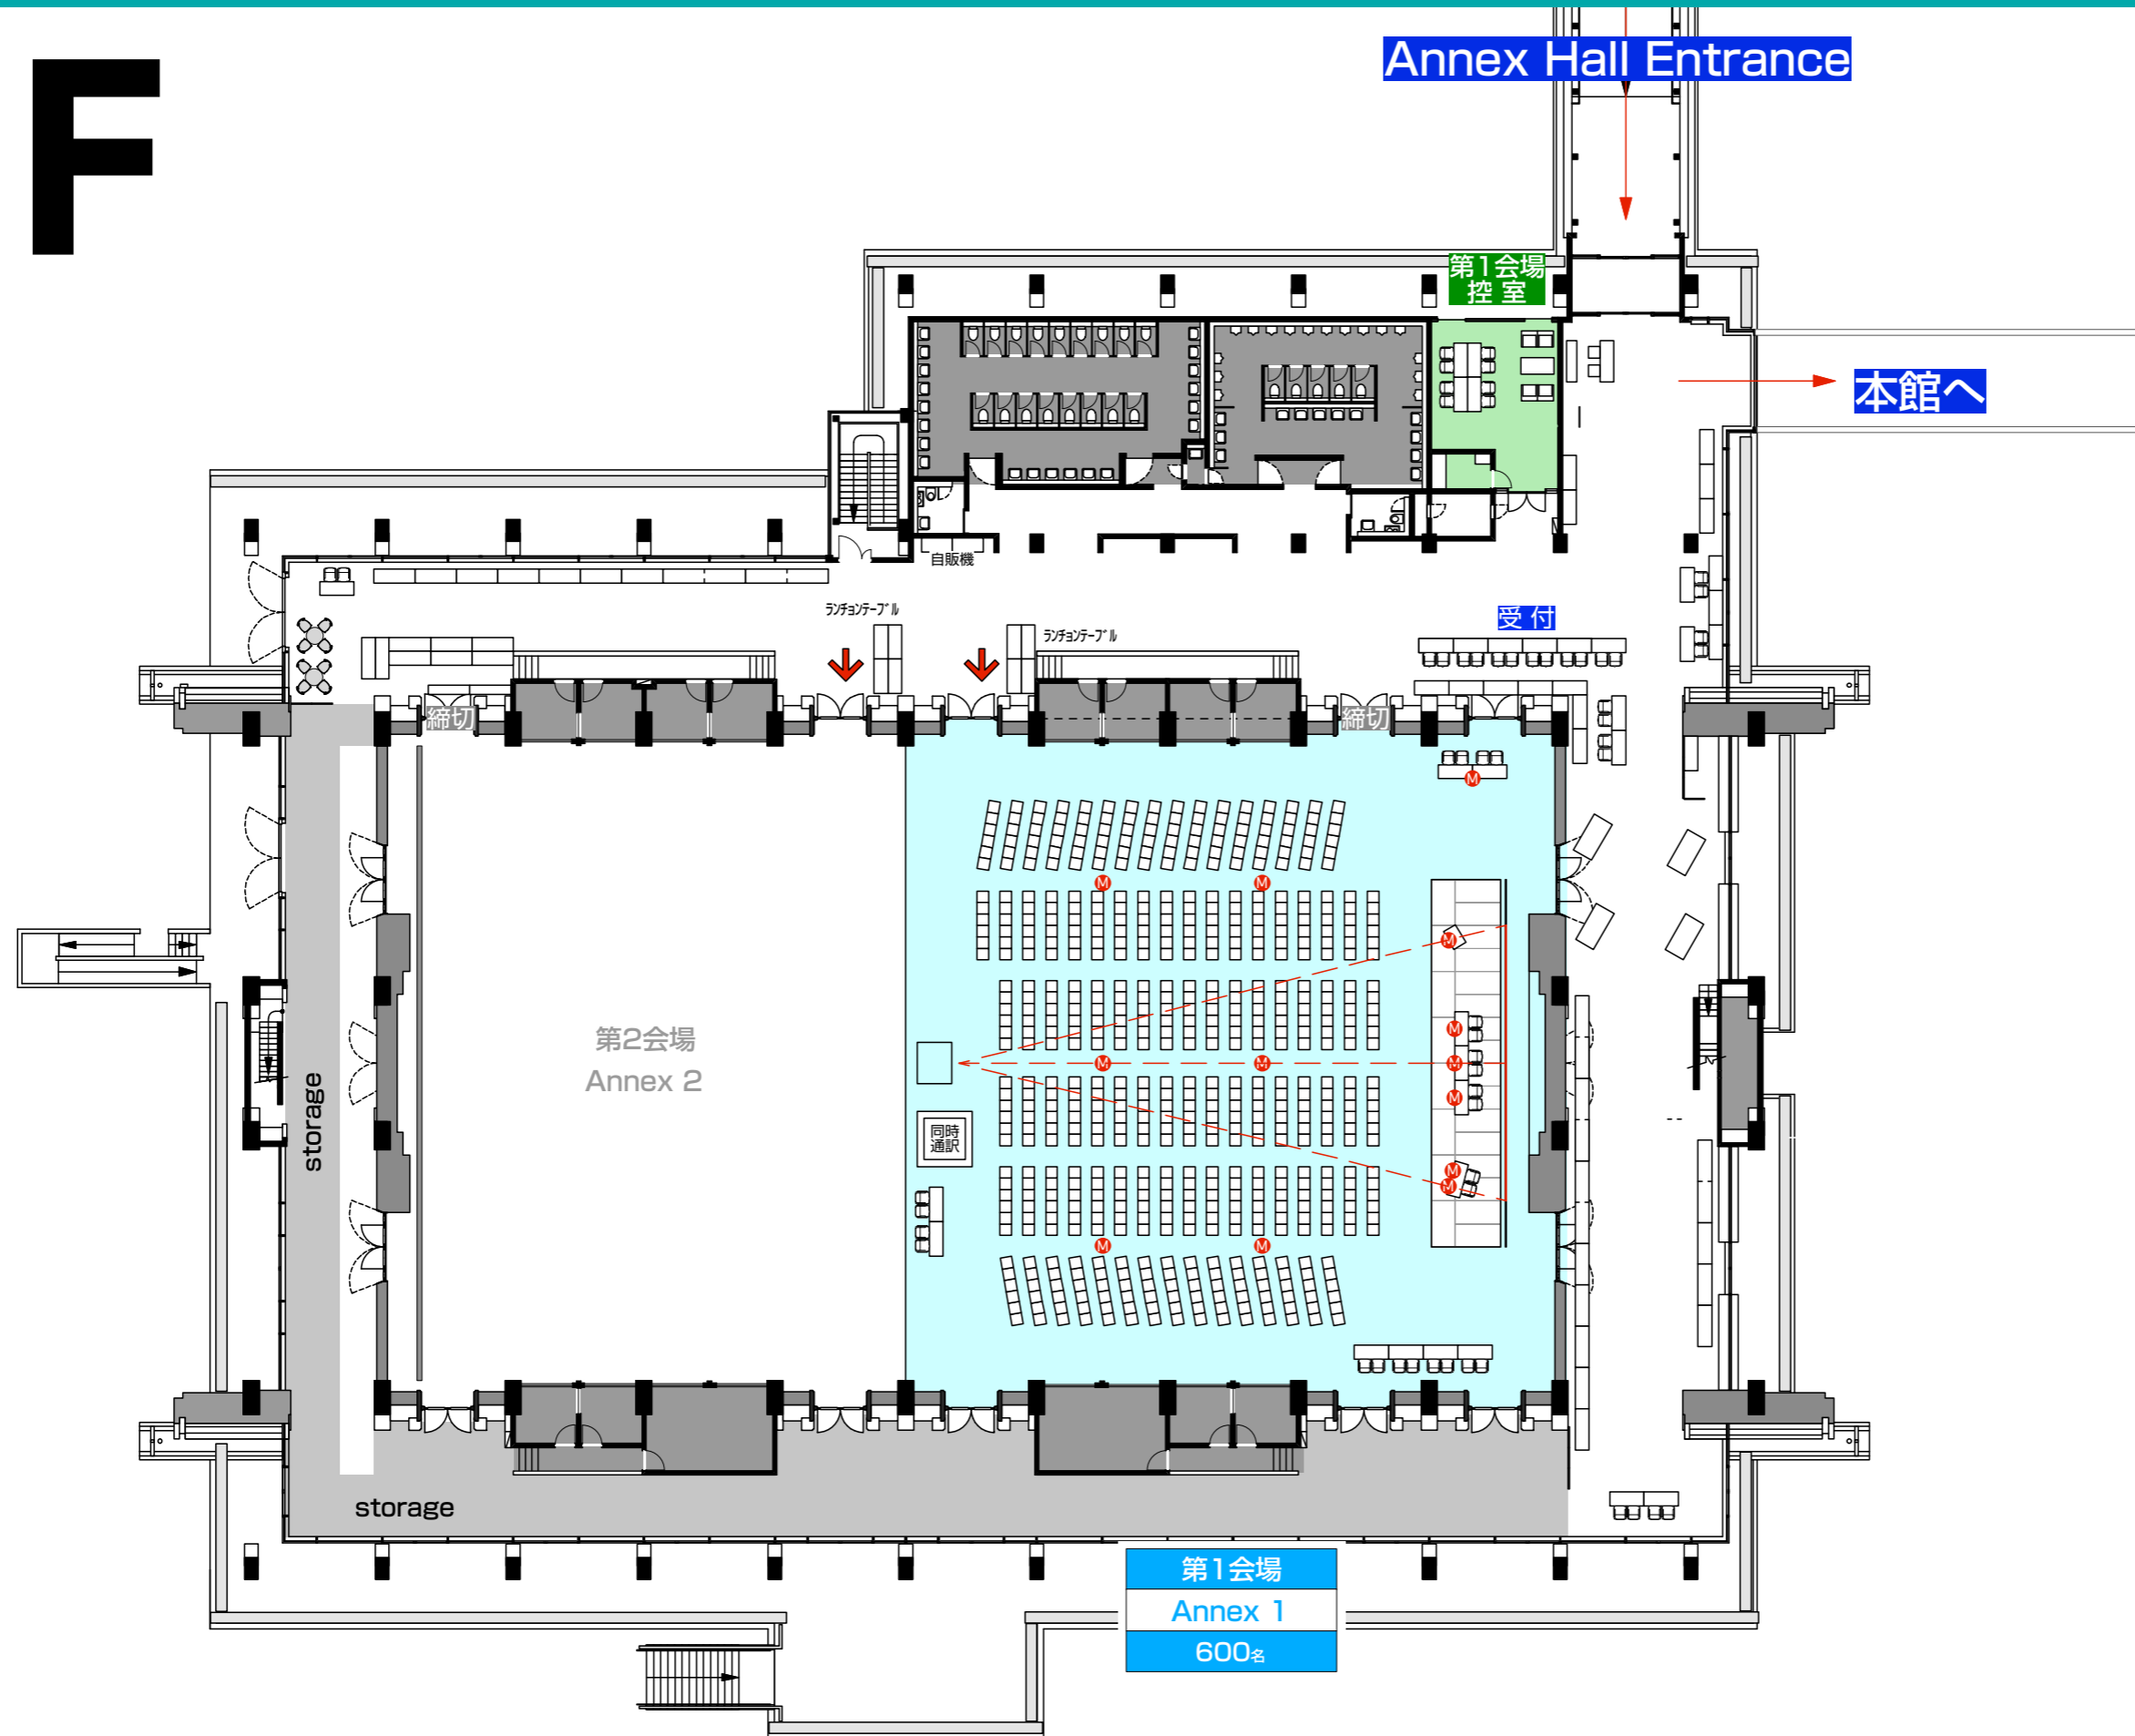 F
Annex Hall Entrance
第1会場
控 室
本館へ
自販機
ランチョンテーブル
ランチョンテーブル
受 付
締切
締切
M
M
M
M
第2会場
Annex 2
M
M
M
M
M
M
同時
通訳
M
M
M
M
storage
storage
第1会場
Annex 1
600名